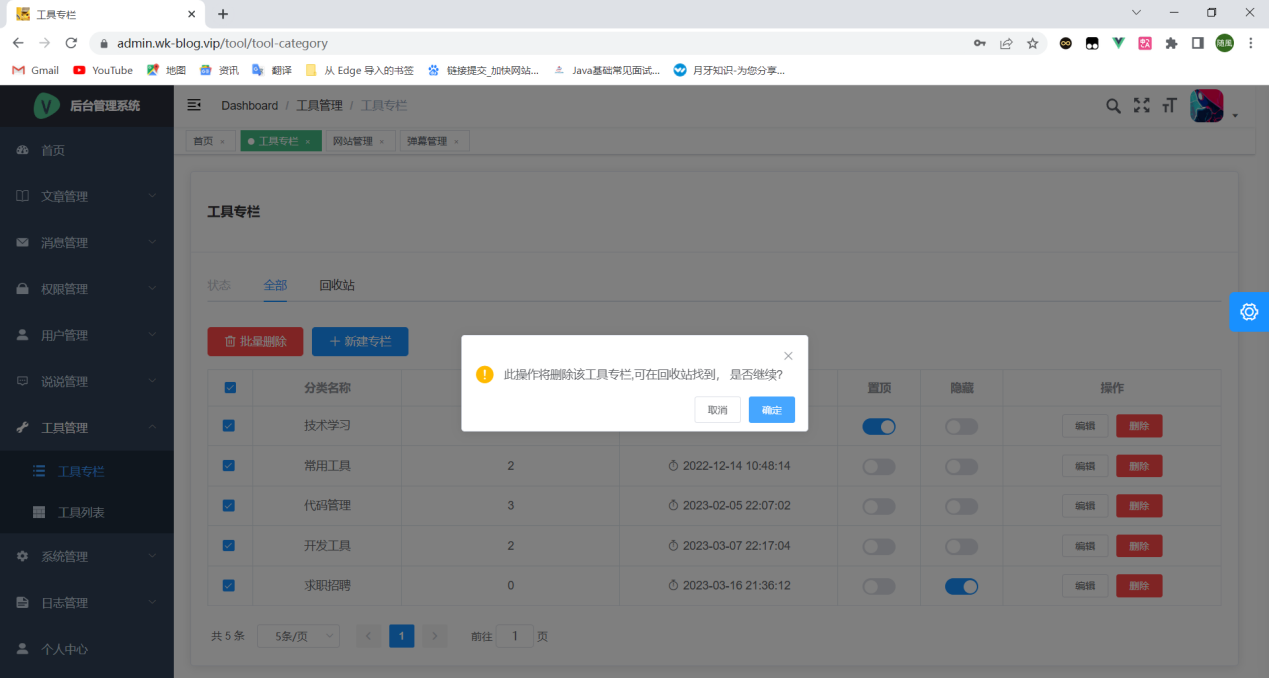 工具专栏
admin.wk-blog.vip/tool/tool-category
Gmail YouTube 地图 资讯 翻译 从 Edge 导入的书签 链接提交_加快网站... Java基础常见面试... 月牙知识-为您分享...
后台管理系统
Dashboard / 工具管理 / 工具专栏
首页 工具专栏 网站管理 弹幕管理
首页
文章管理
消息管理
权限管理
用户管理
说说管理
工具管理
工具专栏
工具列表
系统管理
日志管理
个人中心
工具专栏
状态 全部 回收站
批量删除 新建专栏
此操作将删除该工具专栏,可在回收站找到， 是否继续?
取消 确定
分类名称 置顶 隐藏 操作
技术学习 编辑 删除
常用工具 2 2022-12-14 10:48:14 编辑 删除
代码管理 3 2023-02-05 22:07:02 编辑 删除
开发工具 2 2023-03-07 22:17:04 编辑 删除
求职招聘 0 2023-03-16 21:36:12 编辑 删除
共 5 条 5条/页 1 前往 1 页